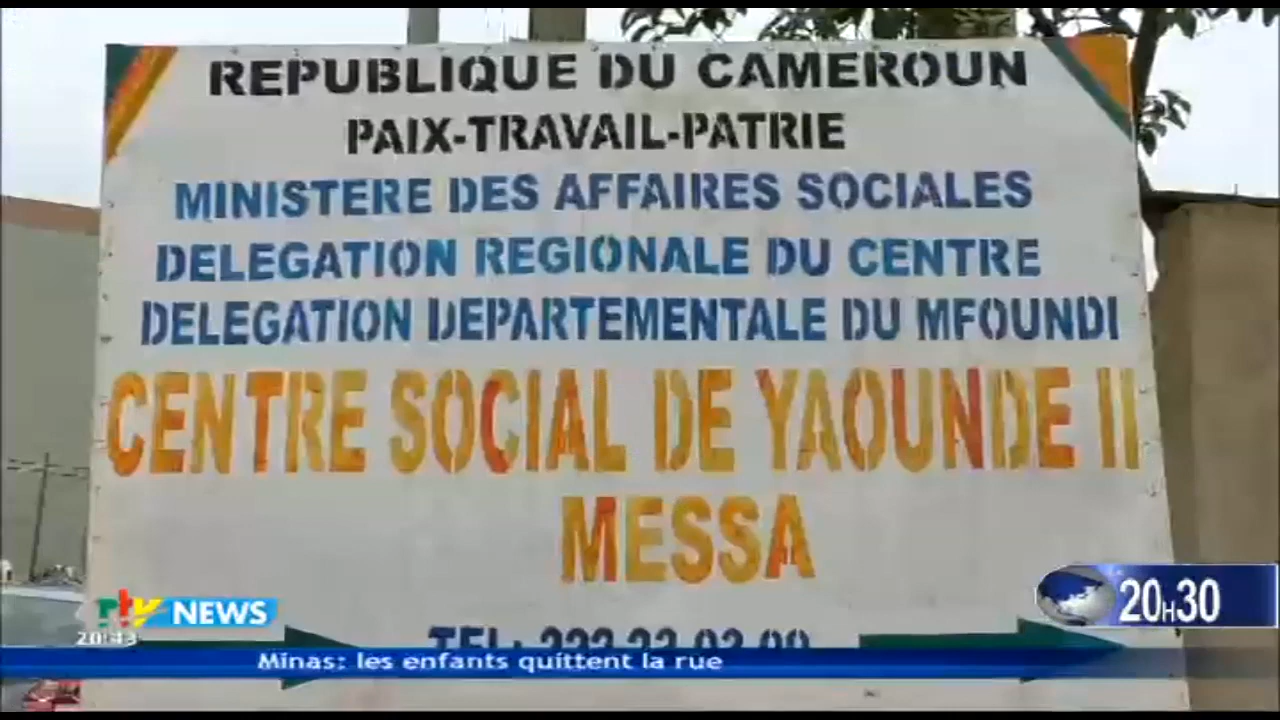 REPUBLIQUE DU CAMEROUN
PAIX-TRAVAIL-PATRIE
MINISTERE DES AFFAIRES SOCIALES
DELEGATION REGIONALE DU CENTRE
DELEGATION DEPARTEMENTALE DU MFOUNDI
CENTRE SOCIAL DE YAOUNDE II
MESSA
TEL:
20H30
NEWS
20:43
Minas: les enfants quittent la rue